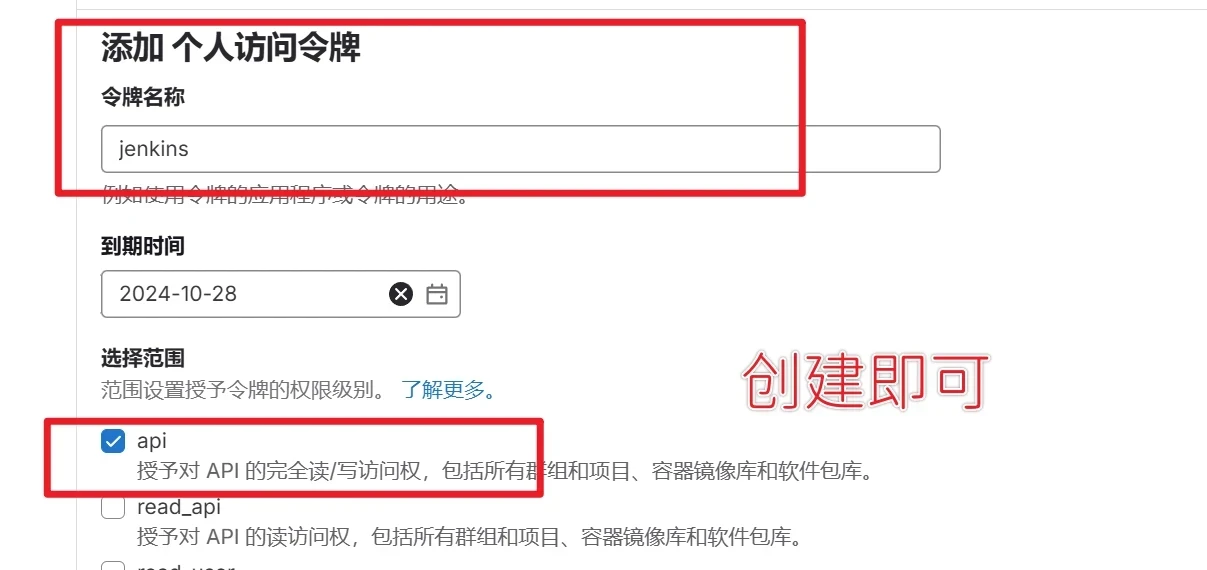 添加 个人访问令牌
令牌名称
jenkins
例如使用令牌的应用程序或令牌的用途。
到期时间
2024-10-28
选择范围
范围设置授予令牌的权限级别。 了解更多。
创建即可
api
授予对 API 的完全读/写访问权，包括所有群组和项目、容器镜像库和软件包库。
read_api
授予对 API 的读访问权，包括所有群组和项目、容器镜像库和软件包库。